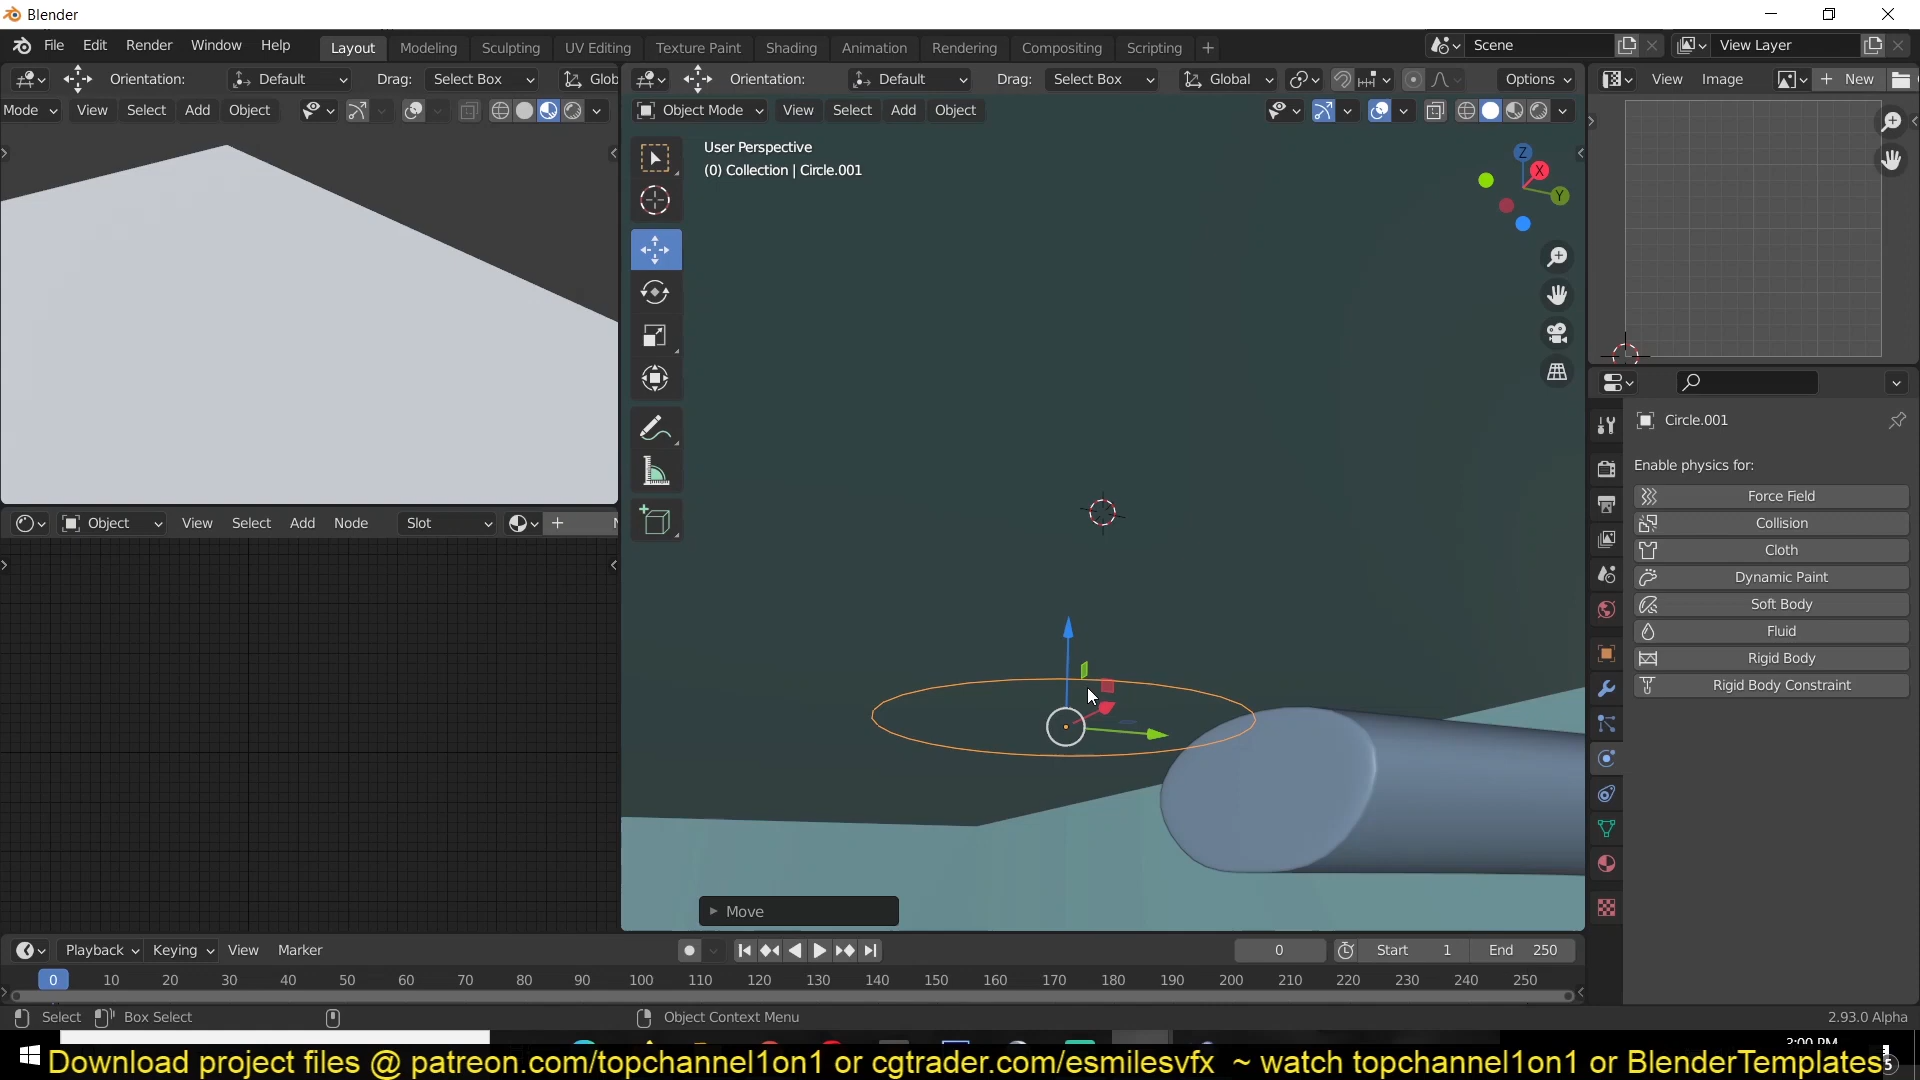 Blender
File Edit Render Window Help Layout Modeling Sculpting UV Editing Texture Paint Shading Animation Rendering Compositing Scripting + Scene View Layer
Orientation: Default Drag: Select Box Glob
Orientation: Default Drag: Select Box Global Options
View Image + New
Mode View Select Add Object
Object Mode View Select Add Object
User Perspective
(0) Collection | Circle.001
Z
X
Y
Circle.001
Enable physics for:
Force Field
Collision
Cloth
Dynamic Paint
Soft Body
Fluid
Rigid Body
Rigid Body Constraint
Object View Select Add Node Slot +
Move
Playback Keying View Marker 0 Start 1 End 250
0 10 20 30 40 50 60 70 80 90 100 110 120 130 140 150 160 170 180 190 200 210 220 230 240 250
Select Box Select Object Context Menu 2.93.0 Alpha
3:00 PM
Download project files @ patreon.com/topchannel1on1 or cgtrader.com/esmilesvfx ~ watch topchannel1on1 or BlenderTemplates
5